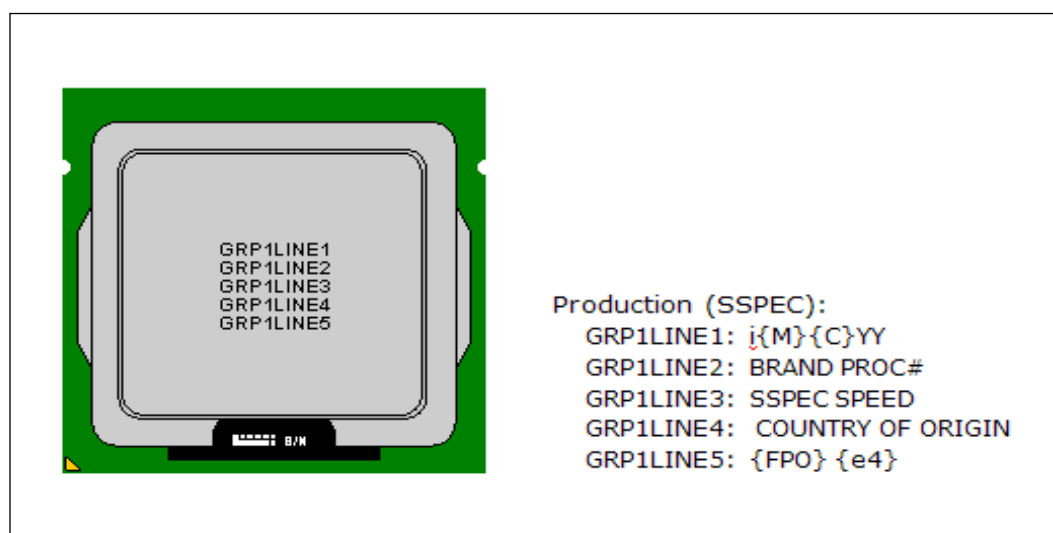 GRP1LINE1
GRP1LINE2
GRP1LINE3
GRP1LINE4
GRP1LINE5
S/N
Production (SSPEC):
GRP1LINE1: i{M}{C}YY
GRP1LINE2: BRAND PROC#
GRP1LINE3: SSPEC SPEED
GRP1LINE4: COUNTRY OF ORIGIN
GRP1LINE5: {FPO} {e4}